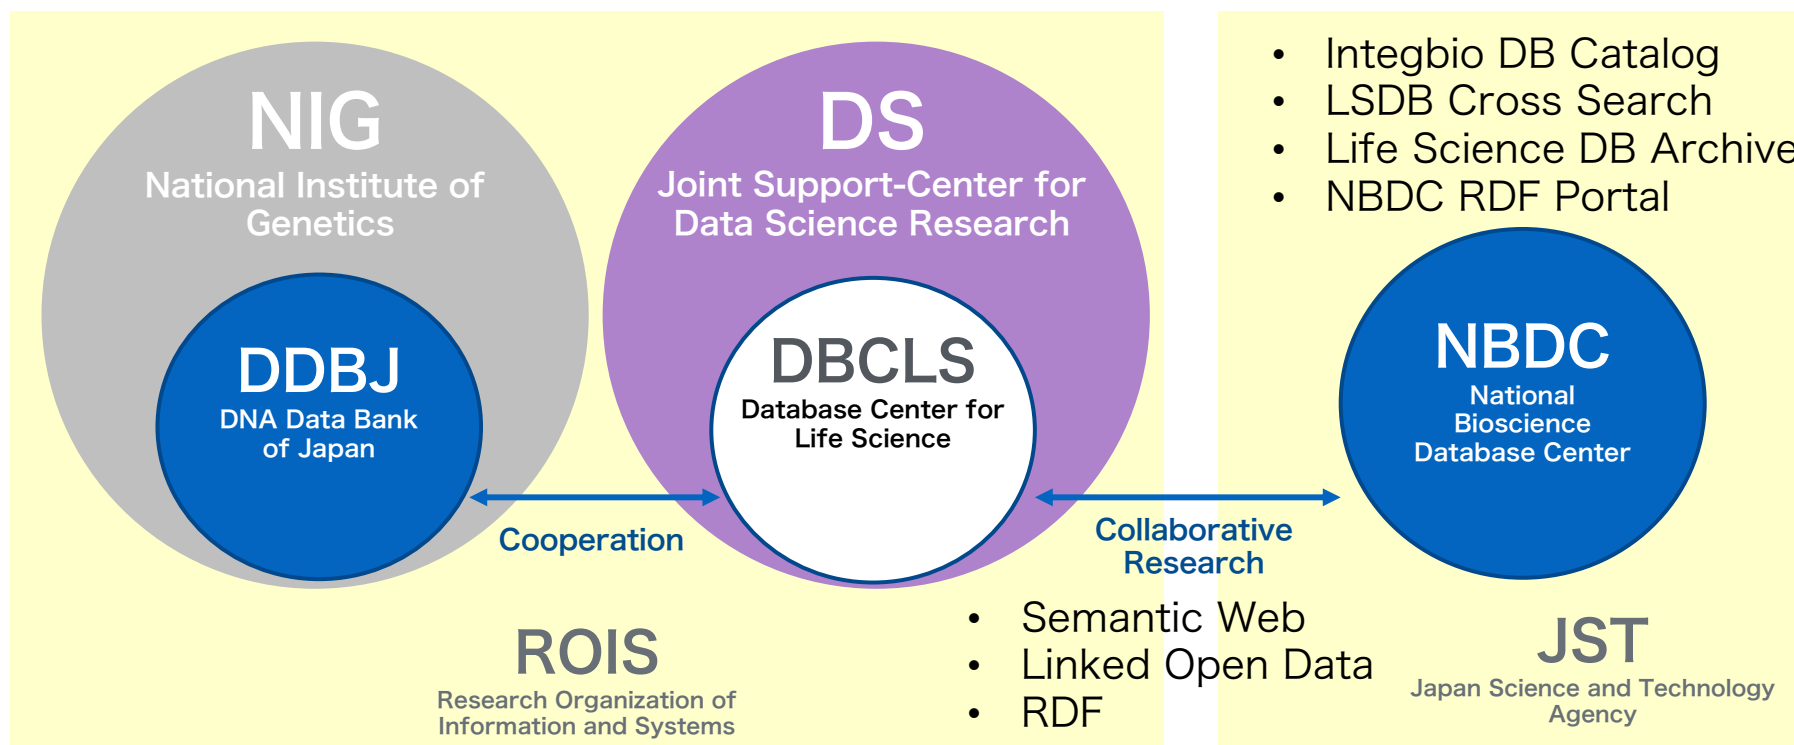 NIG
National Institute of
Genetics
DDBJ
DNA Data Bank
of Japan
Cooperation
DS
Joint Support-Center for
Data Science Research
DBCLS
Database Center for
Life Science
ROIS
Research Organization of
Information and Systems
Collaborative
Research
• Semantic Web
• Linked Open Data
• RDF
• Integbio DB Catalog
• LSDB Cross Search
• Life Science DB Archive
• NBDC RDF Portal
NBDC
National
Bioscience
Database Center
JST
Japan Science and Technology
Agency